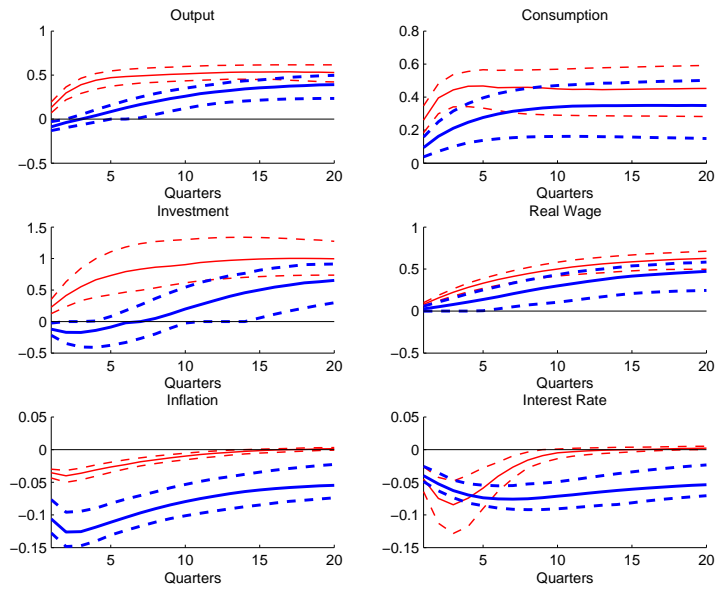 Output
1
0.5
0
−0.5
5 10 15 20
Quarters
Consumption
0.8
0.6
0.4
0.2
0
5 10 15 20
Quarters
Investment
1.5
1
0.5
0
−0.5
5 10 15 20
Quarters
Real Wage
1
0.5
0
−0.5
5 10 15 20
Quarters
Inflation
0.05
0
−0.05
−0.1
−0.15
5 10 15 20
Quarters
Interest Rate
0.05
0
−0.05
−0.1
−0.15
5 10 15 20
Quarters